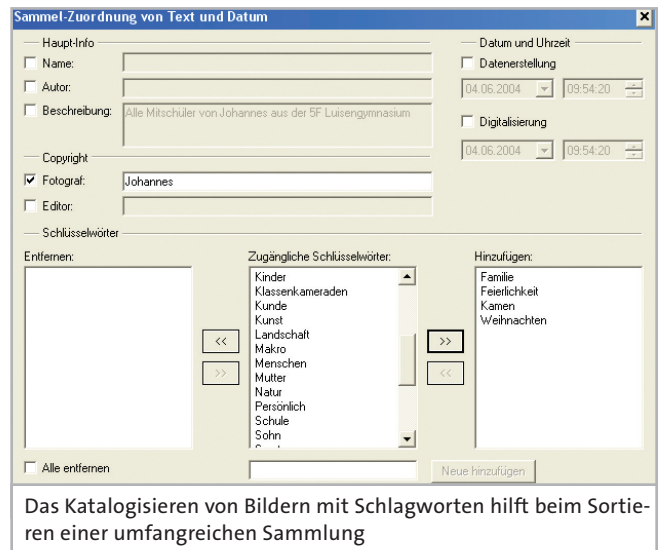 Sammel-Zuordnung von Text und Datum
Haupt-Info
Name:
Autor:
Beschreibung: Alle Mitschüler von Johannes aus der 5F Luisengymnasium
Datum und Uhrzeit
Datenerstellung
04.06.2004 09:54:20
Digitalisierung
04.06.2004 09:54:20
Copyright
Fotograf: Johannes
Editor:
Schlüsselwörter
Entfernen:
<<
>>
Alle entfernen
Zugängliche Schlüsselwörter:
Kinder
Klassenkameraden
Kunde
Kunst
Landschaft
Makro
Menschen
Mutter
Natur
Persönlich
Schule
Sohn
>>
<<
Hinzufügen:
Familie
Feierlichkeit
Kamen
Weihnachten
Neue hinzufügen
Das Katalogisieren von Bildern mit Schlagworten hilft beim Sortie-
ren einer umfangreichen Sammlung